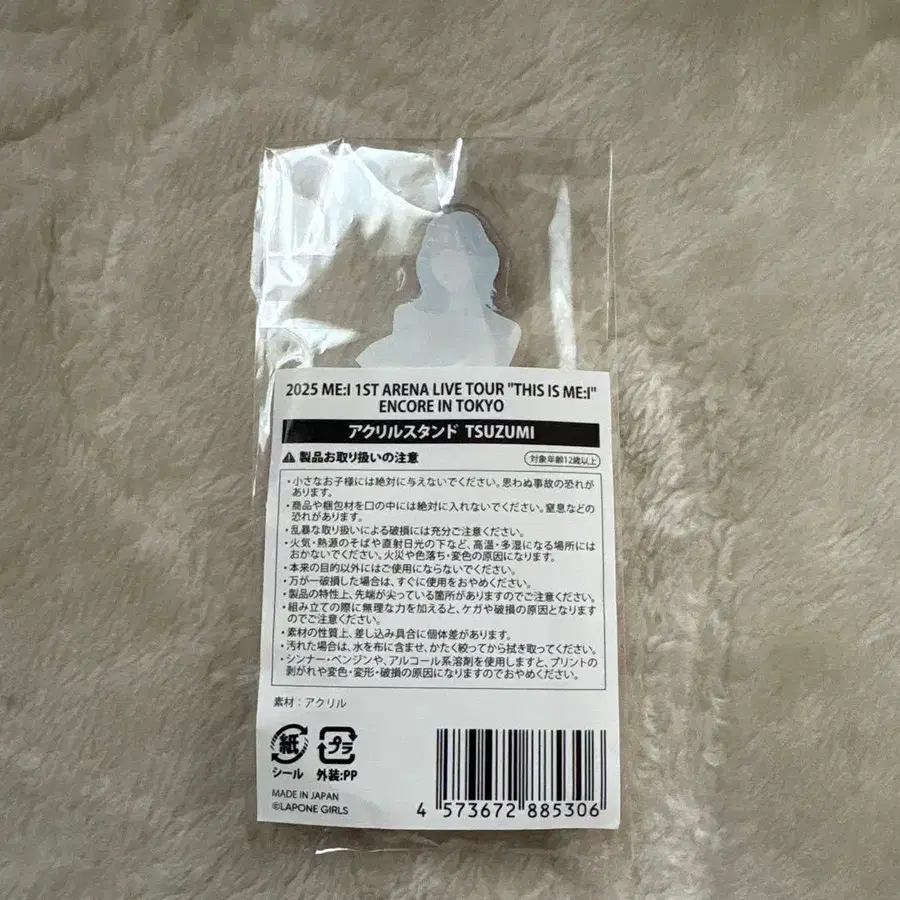 2025 ME:I 1ST ARENA LIVE TOUR "THIS IS ME:I"
ENCORE IN TOKYO
アクリルスタンド TSUZUMI
製品お取り扱いの注意
対象年齢12歳以上
・小さなお子様には絶対に与えないでください。思わぬ事故の恐れが
あります。
・商品や梱包材を口の中には絶対に入れないでください。窒息などの
恐れがあります。
・乱暴な取り扱いによる破損には充分ご注意ください。
・火気・熱源のそばや直射日光の下など、高温・多湿になる場所には
おかないでください。火災や色落ち・変色の原因になります。
・本来の目的以外にはご使用にならないでください。
・万が一破損した場合は、すぐに使用をおやめください。
・製品の特性上、先端が尖っている箇所がありますのでご注意ください。
・組み立ての際に無理な力を加えると、ケガや破損の原因となります
のでご注意ください。
・素材の性質上、差し込み具合に個体差があります。
・汚れた場合は、水を布に含ませ、かたく絞ってから拭き取ってください。
・シンナー・ベンジンや、アルコール系溶剤を使用しますと、プリントの
剥がれや変色・変形・破損の原因になりますのでおやめください。
素材：アクリル
紙
シール
プラ
外装:PP
MADE IN JAPAN
©LAPONE GIRLS
4 573672 885306